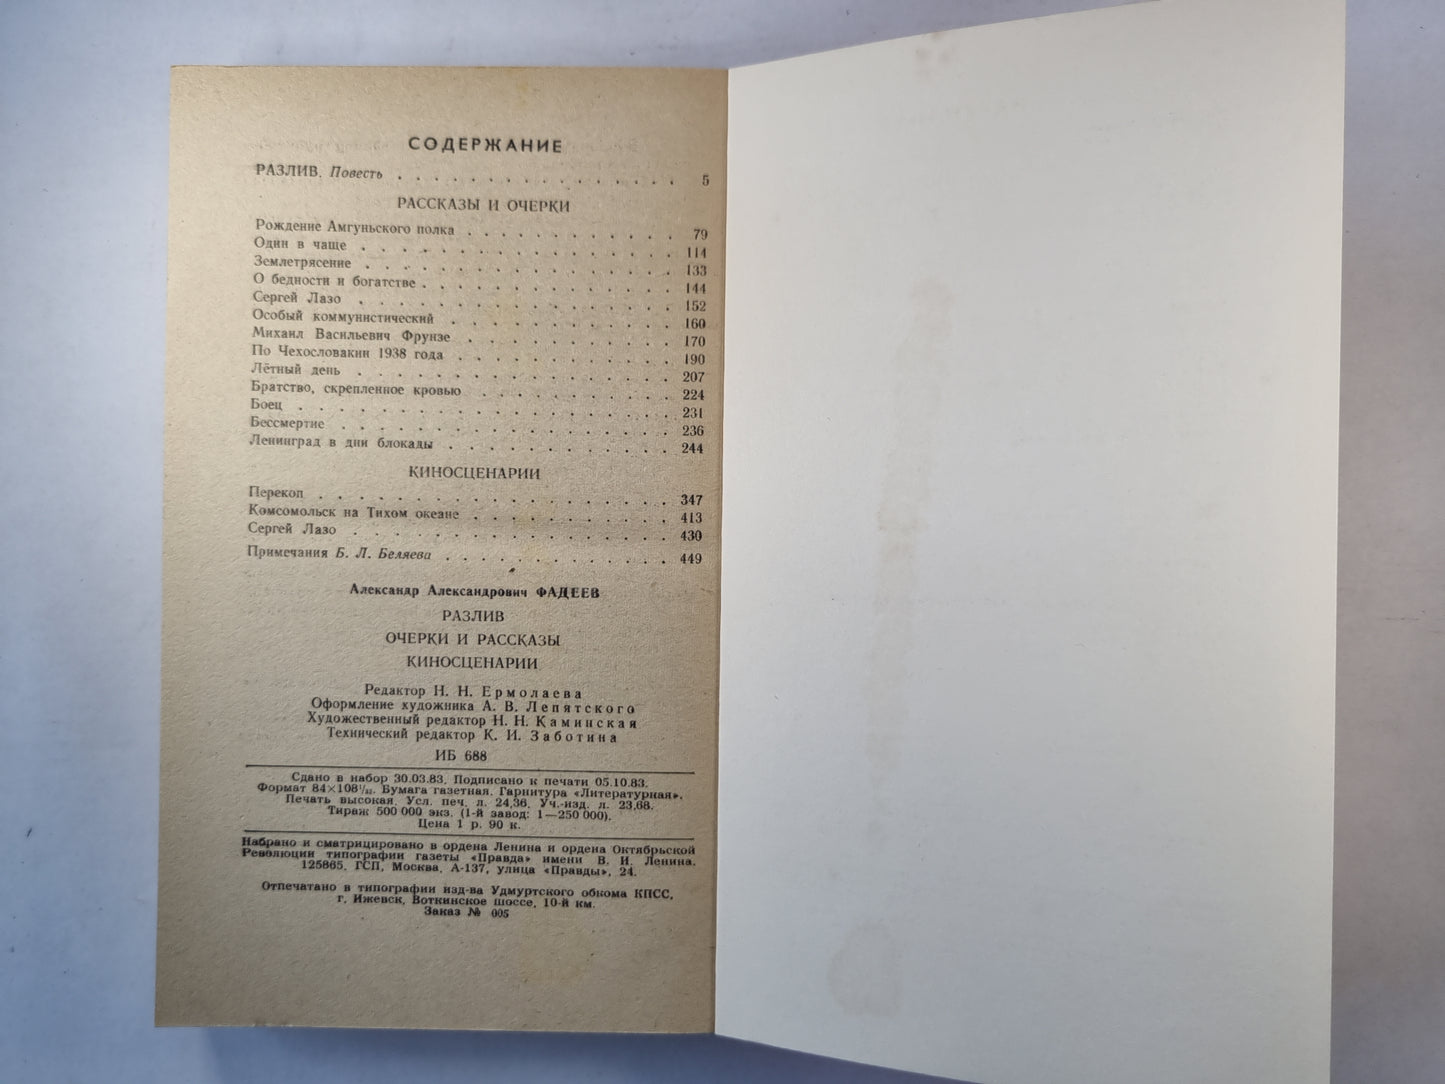 СОДЕРЖАНИЕ
РАЗЛИВ. Повесть . . . . . . . . . . . . . . . 5
РАССКАЗЫ И ОЧЕРКИ
Рождение Амгуньского полка . . . . . . . . . . . 79
Один в чаще . . . . . . . . . . . . . . . . 114
Землетрясение . . . . . . . . . . . . . . . . 133
О бедности и богатстве . . . . . . . . . . . . . 144
Сергей Лазо . . . . . . . . . . . . . . . . 152
Особый коммунистический . . . . . . . . . . . . 160
Михаил Васильевич Фрунзе . . . . . . . . . . . 170
По Чехословакии 1938 года . . . . . . . . . . . 190
Лётный день . . . . . . . . . . . . . . . . 207
Братство, скрепленное кровью . . . . . . . . . . 224
Боец . . . . . . . . . . . . . . . . . . . 231
Бессмертие . . . . . . . . . . . . . . . . . 236
Ленинград в дни блокады . . . . . . . . . . . . 244
КИНОСЦЕНАРИИ
Перекоп . . . . . . . . . . . . . . . . . . 347
Комсомольск на Тихом океане . . . . . . . . . . 413
Сергей Лазо . . . . . . . . . . . . . . . . 430
Примечания Б. Л. Беляева . . . . . . . . . . . . 449
Александр Александрович ФАДЕЕВ
РАЗЛИВ
ОЧЕРКИ И РАССКАЗЫ
КИНОСЦЕНАРИИ
Редактор Н. Н. Ермолаева
Оформление художника А. В. Лепятского
Художественный редактор Н. Н. Каминская
Технический редактор К. И. Заботина
ИБ 688
Сдано в набор 30.03.83. Подписано к печати 05.10.83.
Формат 84×108¹/₃₂. Бумага газетная. Гарнитура «Литературная».
Печать высокая. Усл. печ. л. 24,36. Уч.-изд. л. 23,68.
Тираж 500 000 экз. (1-й завод: 1—250 000).
Цена 1 р. 90 к.
Набрано и сматрицировано в ордена Ленина и ордена Октябрьской
Революции типографии газеты «Правда» имени В. И. Ленина.
125865. ГСП, Москва, А-137, улица «Правды», 24.
Отпечатано в типографии изд-ва Удмуртского обкома КПСС,
г. Ижевск, Воткинское шоссе, 10-й км.
Заказ № 005